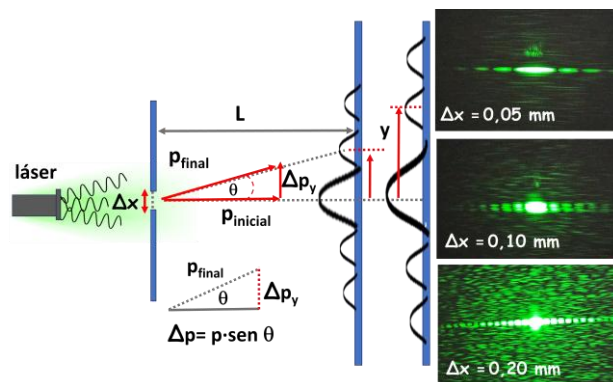 láser
Δx
L
p_final
θ
Δp_y
p_inicial
y
p_final
θ
Δp_y
Δp= p·sen θ
Δx = 0,05 mm
Δx = 0,10 mm
Δx = 0,20 mm